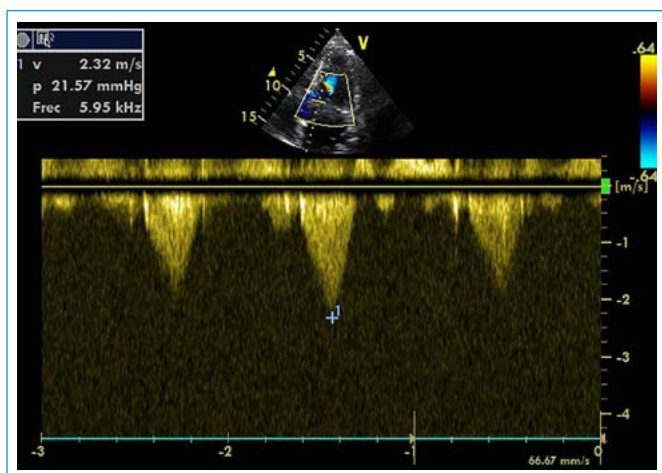 1 v 2.32 m/s
p 21.57 mmHg
Frec 5.95 kHz
V
5
10
15
.64
-.64
[m/s]
-1
-2
1
-3
-4
-3 -2 -1 0
66.67 mm/s